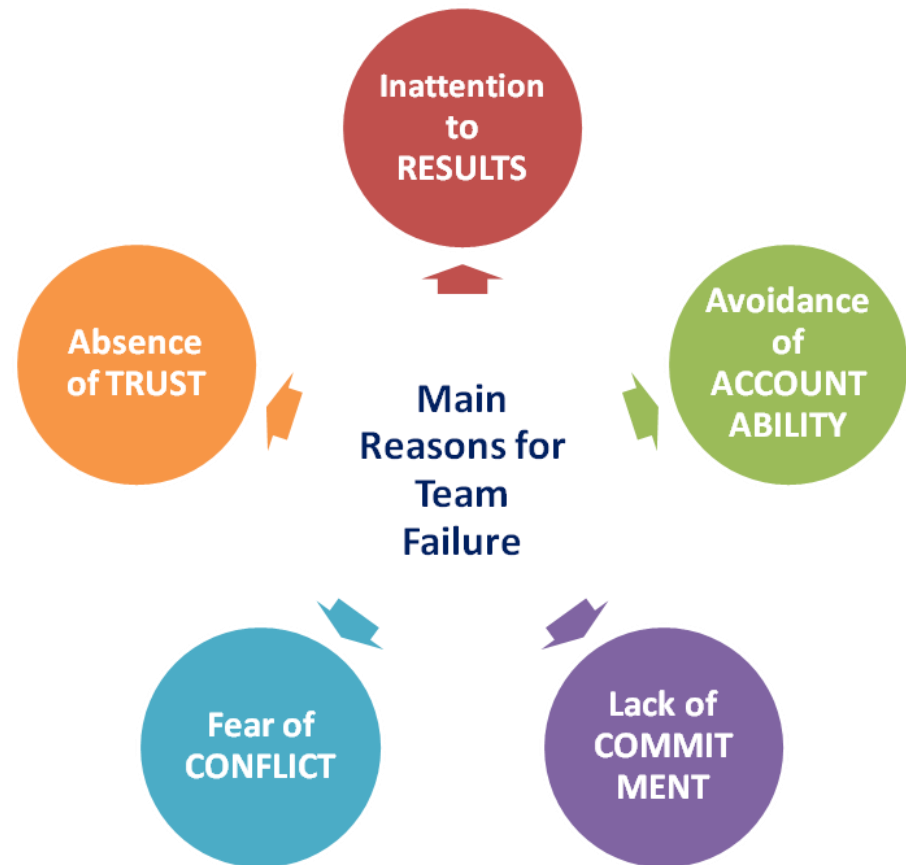 Inattention
to
RESULTS
Avoidance
of
ACCOUNT
ABILITY
Lack of
COMMIT
MENT
Fear of
CONFLICT
Absence
of TRUST
Main
Reasons for
Team
Failure